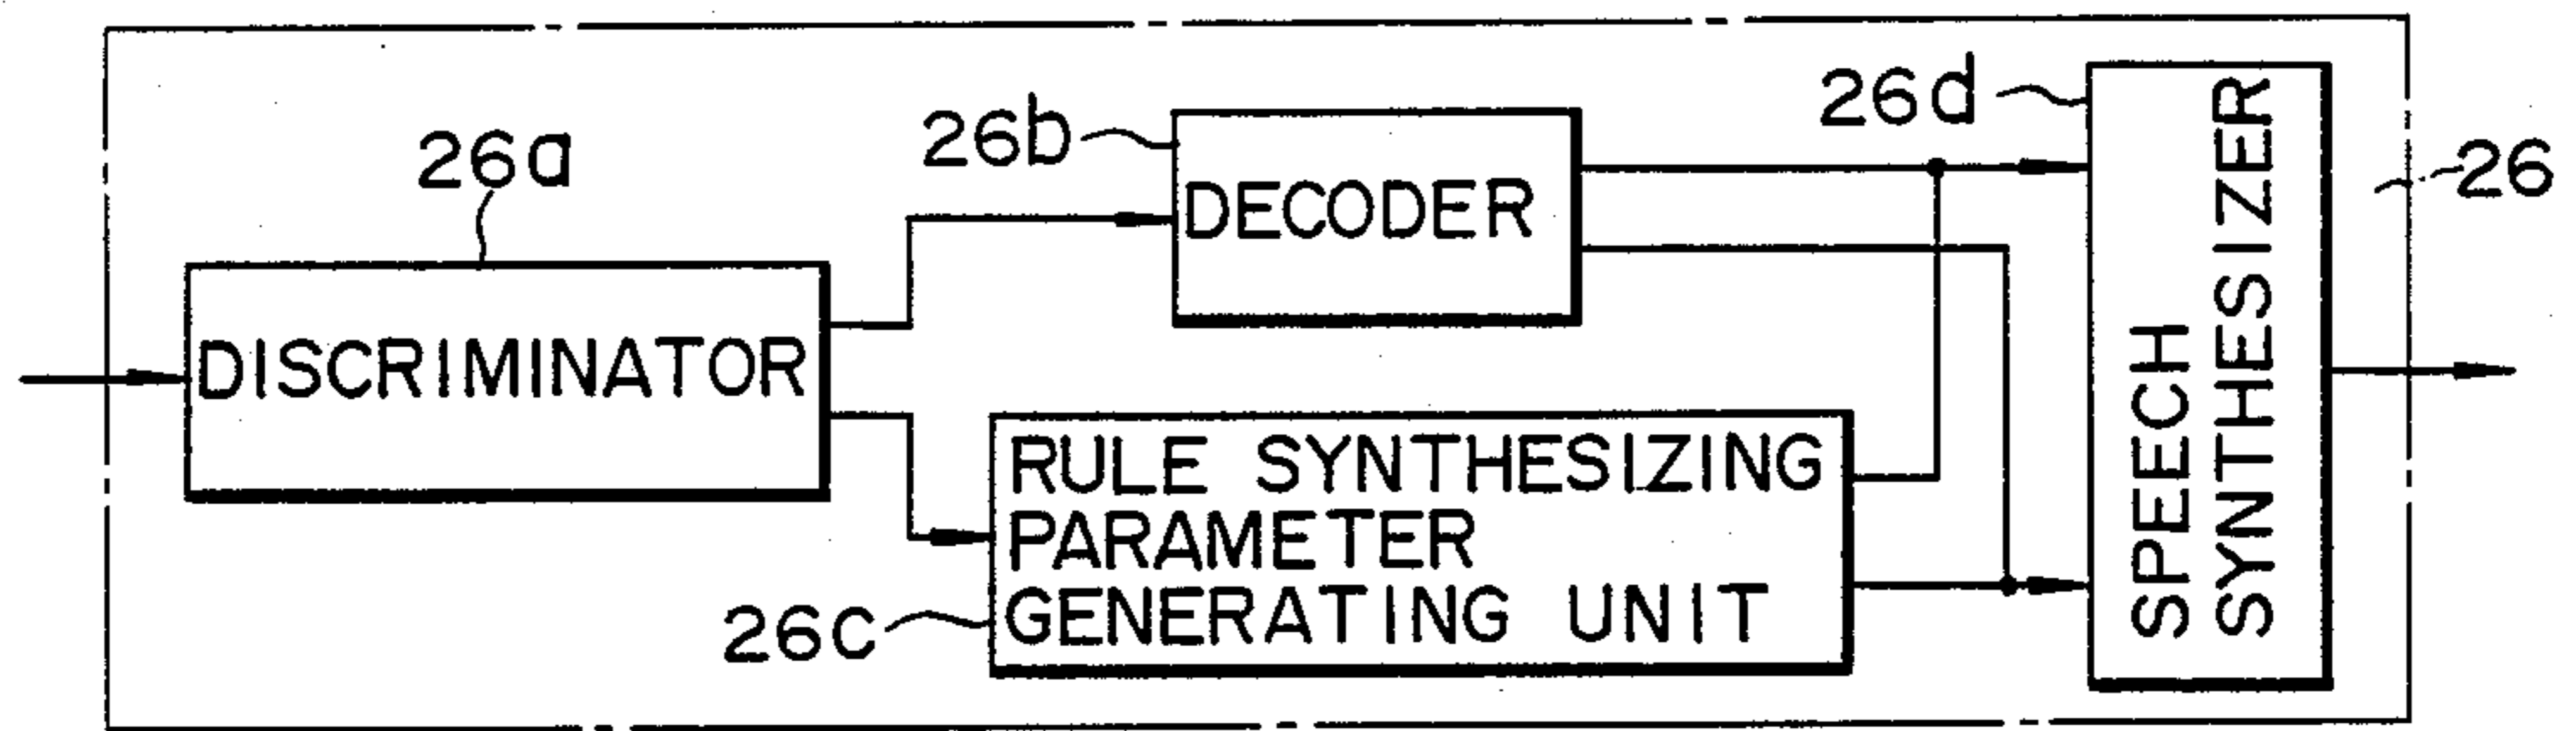 26a
DISCRIMINATOR
26b
DECODER
26c
RULE SYNTHESIZING
PARAMETER
GENERATING UNIT
26d
SPEECH
SYNTHESIZER
26